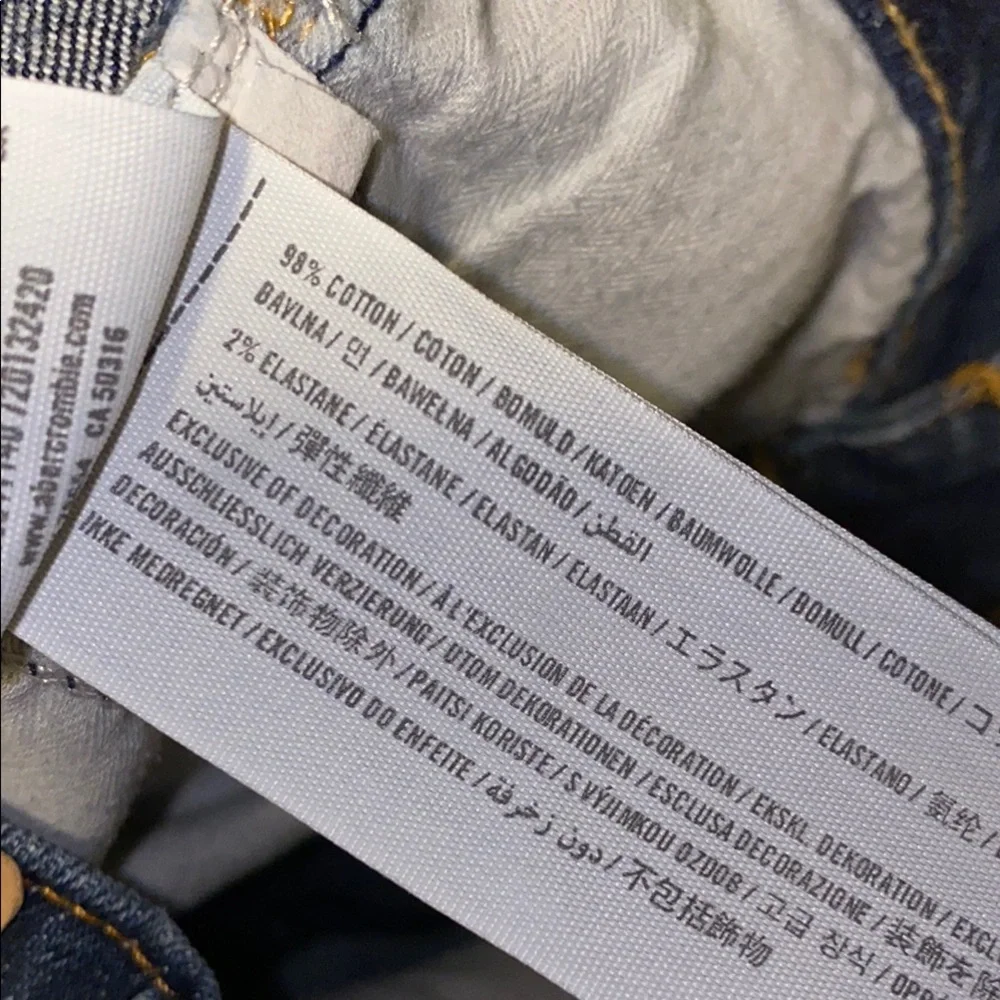 7201132420
www.abercrombie.com
CA 50316
98% COTTON / COTON / BOMULD / KATOEN / BAUMWOLLE / BOMULL / COTONE / コ
BAVLNA / 면 / BAWEŁNA / ALGODÃO / القطن
2% ELASTANE / ÉLASTANE / ELASTAN / ELASTAAN / エラスタン / ELASTANO / 氨纶 /
إيلاستين / 彈性纖維
EXCLUSIVE OF DECORATION / À L'EXCLUSION DE LA DÉCORATION / EKSKL. DEKORATION / EXCL
AUSSCHLIESSLICH VERZIERUNG / UTOM DEKORATIONEN / ESCLUSA DECORAZIONE / 装飾を除
DECORACIÓN / 装饰物除外 / PAITSI KORISTE / S VÝJIMKOU OZDOB / 고급 장식 /
IKKE MEDREGNET / EXCLUSIVO DO ENFEITE / دون زخرفة / 不包括飾物